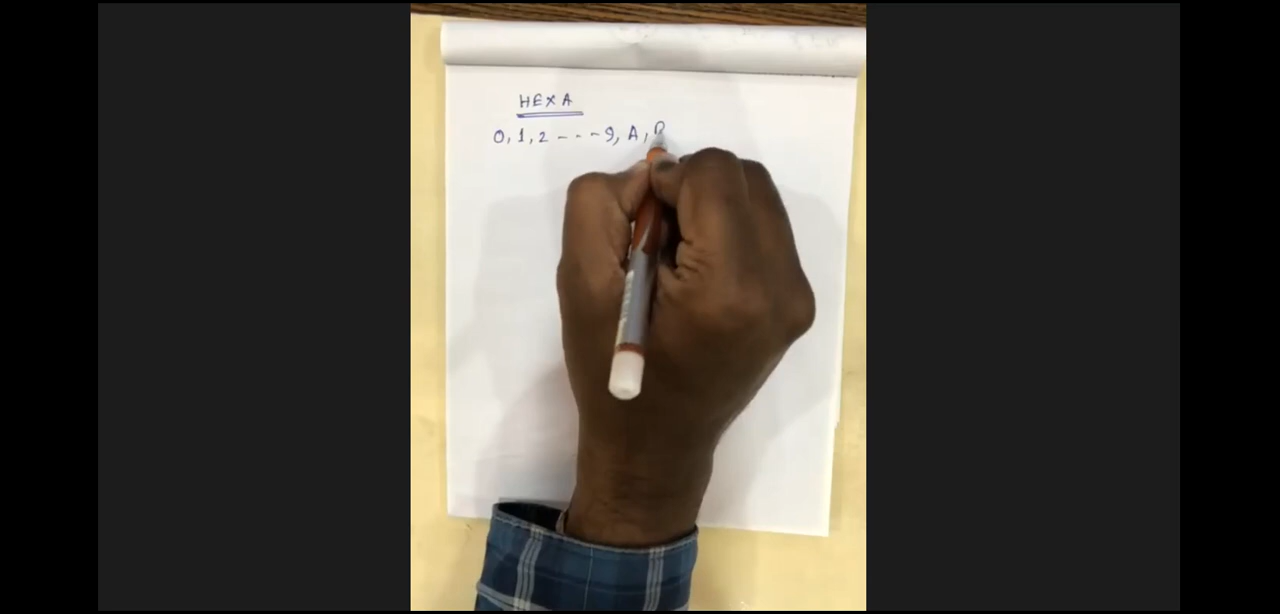 HEXA
0, 1, 2 - - - 9, A,